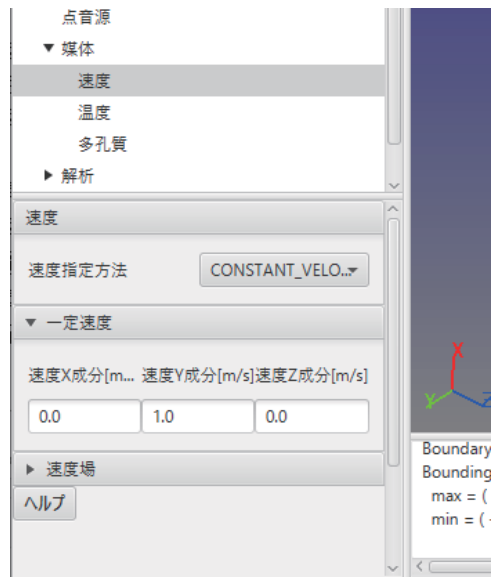 点音源
▼ 媒体
速度
温度
多孔質
▶ 解析
速度
速度指定方法
CONSTANT_VELO...
▼ 一定速度
速度X成分[m... 速度Y成分[m/s] 速度Z成分[m/s]
0.0 1.0 0.0
▶ 速度場
ヘルプ
X
Y
Z
Boundary
Bounding
max = (
min = ( -